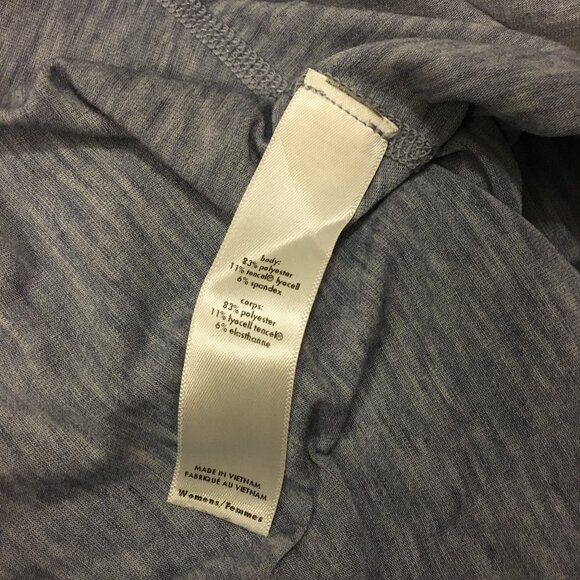 body:
83% polyester
11% tencel® lyocell
6% spandex
corps:
83% polyester
11% lyocell tencel®
6% elasthanne
MADE IN VIETNAM
FABRIQUÉ AU VIETNAM
Womens/Femmes